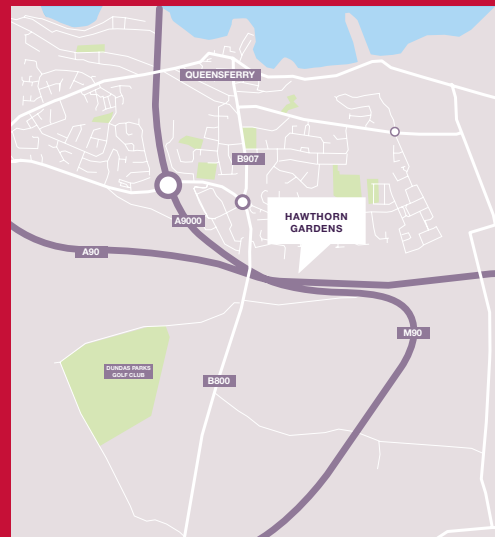 QUEENSFERRY
B907
A9000
HAWTHORN
GARDENS
A90
M90
DUNDAS PARKS
GOLF CLUB
B800